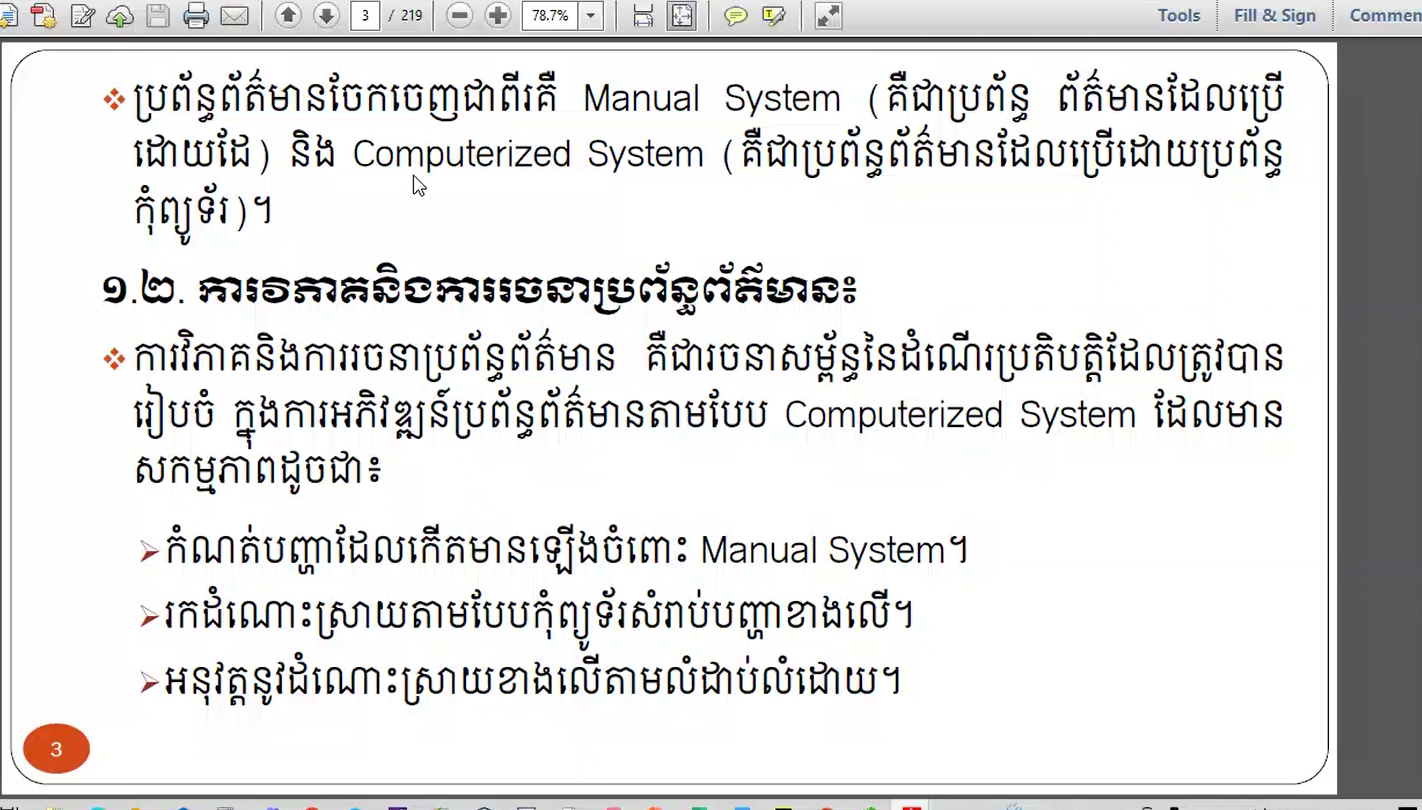 3 / 219 78.7% Tools Fill & Sign Commen
❖ ប្រព័ន្ធព័ត៌មានចែកចេញជាពីរគឺ Manual System (គឺជាប្រព័ន្ធ ព័ត៌មានដែលប្រើ
ដោយដៃ) និង Computerized System (គឺជាប្រព័ន្ធព័ត៌មានដែលប្រើដោយប្រព័ន្ធ
កុំព្យូទ័រ)។
១.២. ការវិភាគនិងការរចនាប្រព័ន្ធព័ត៌មាន៖
❖ ការវិភាគនិងការរចនាប្រព័ន្ធព័ត៌មាន គឺជារចនាសម្ព័ន្ធនៃដំណើរប្រតិបត្តិដែលត្រូវបាន
រៀបចំ ក្នុងការអភិវឌ្ឍន៍ប្រព័ន្ធព័ត៌មានតាមបែប Computerized System ដែលមាន
សកម្មភាពដូចជា៖
➢ កំណត់បញ្ហាដែលកើតមានឡើងចំពោះ Manual System។
➢ រកដំណោះស្រាយតាមបែបកុំព្យូទ័រសំរាប់បញ្ហាខាងលើ។
➢ អនុវត្តនូវដំណោះស្រាយខាងលើតាមលំដាប់លំដោយ។
3